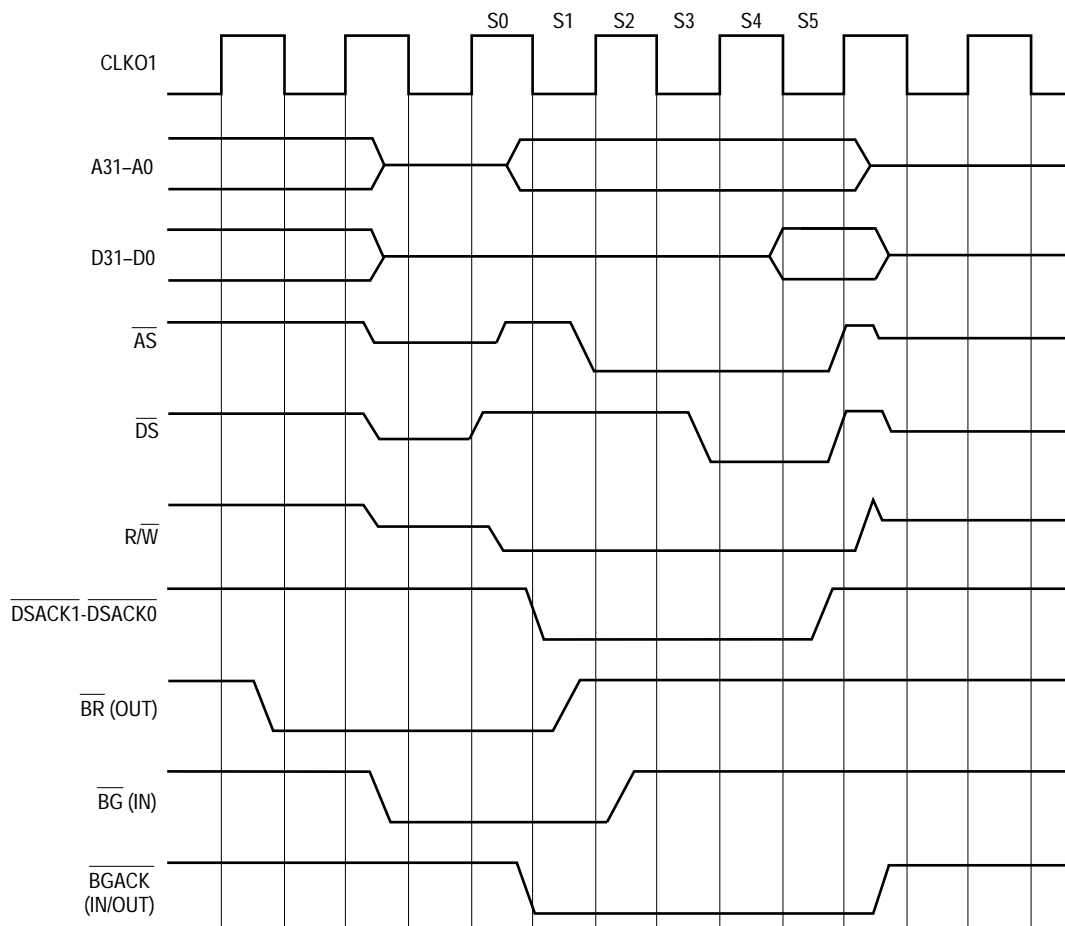 S0 S1 S2 S3 S4 S5
CLKO1
A31–A0
D31–D0
AS
DS
R/W
DSACK1-DSACK0
BR (OUT)
BG (IN)
BGACK
(IN/OUT)